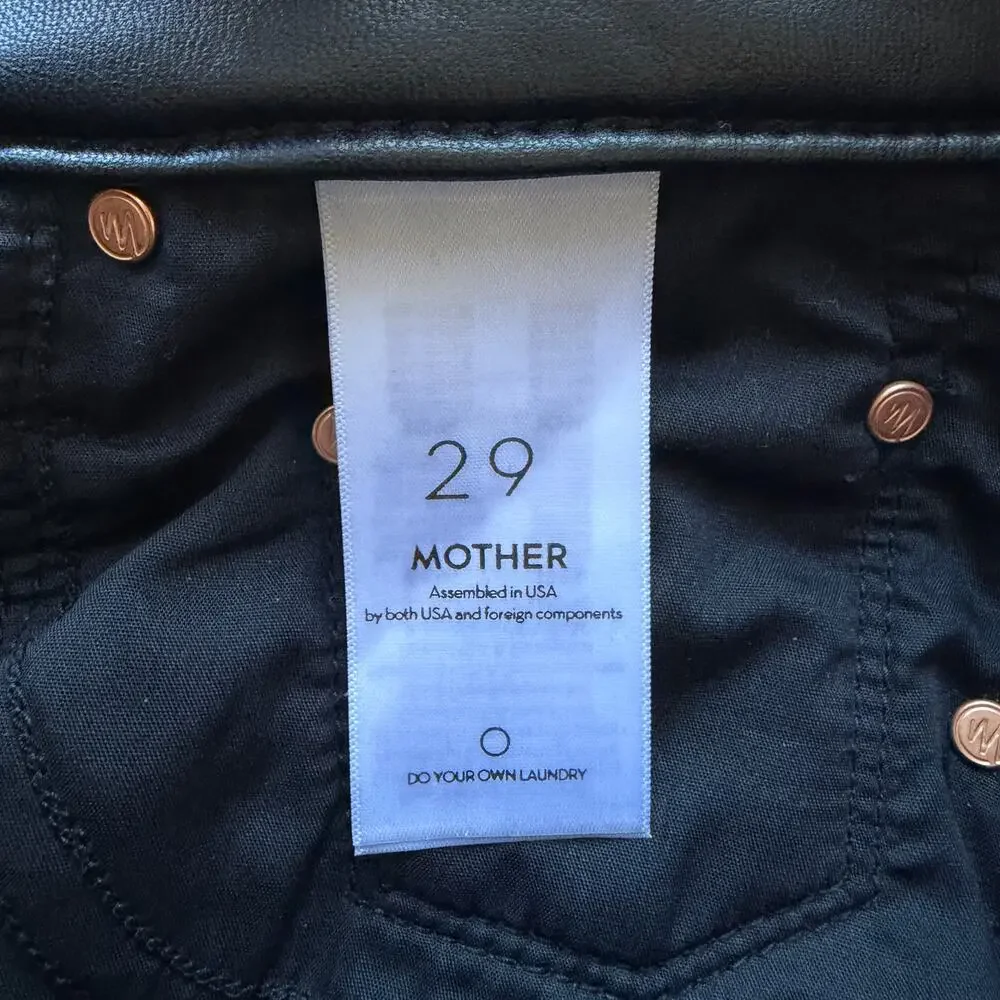 29
MOTHER
Assembled in USA
by both USA and foreign components
DO YOUR OWN LAUNDRY